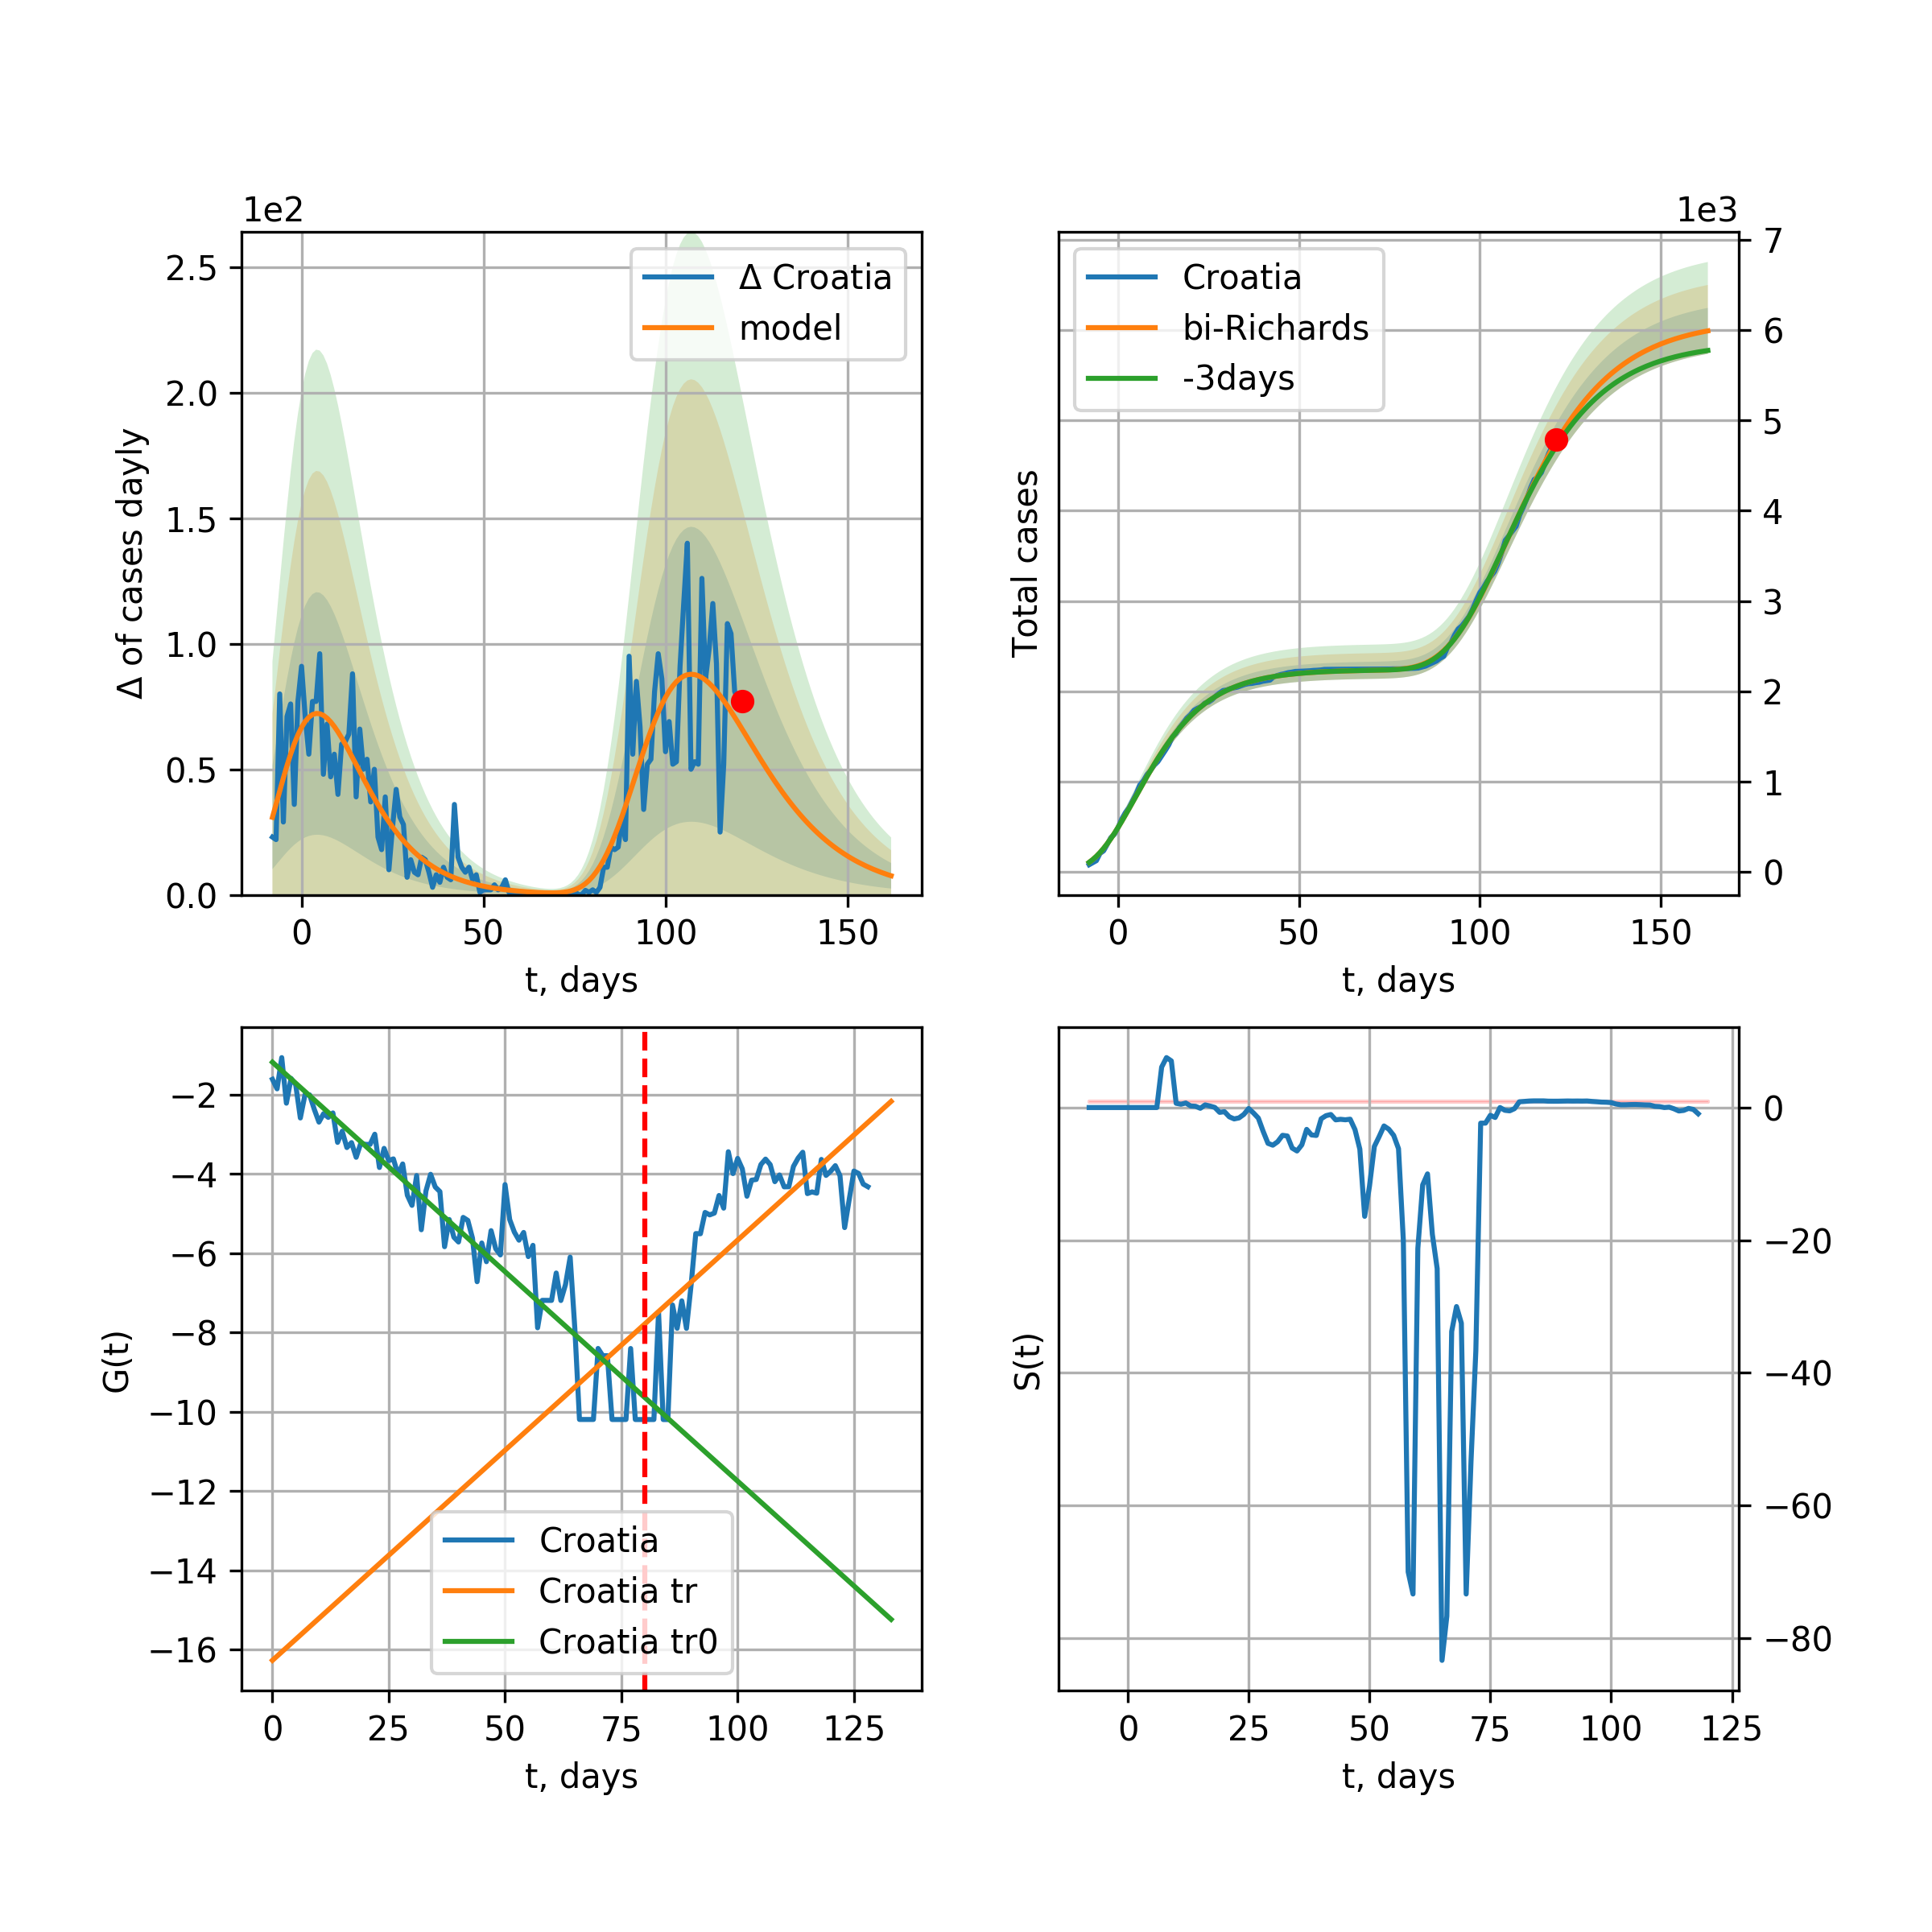 1e2
Δ of cases dayly
2.5
2.0
1.5
1.0
0.5
0.0
Δ Croatia
model
0 50 100 150
t, days
1e3
Total cases
Croatia
bi-Richards
-3days
7
6
5
4
3
2
1
0
0 50 100 150
t, days
G(t)
−2
−4
−6
−8
−10
−12
−14
−16
Croatia
Croatia tr
Croatia tr0
0 25 50 75 100 125
t, days
S(t)
0
−20
−40
−60
−80
0 25 50 75 100 125
t, days